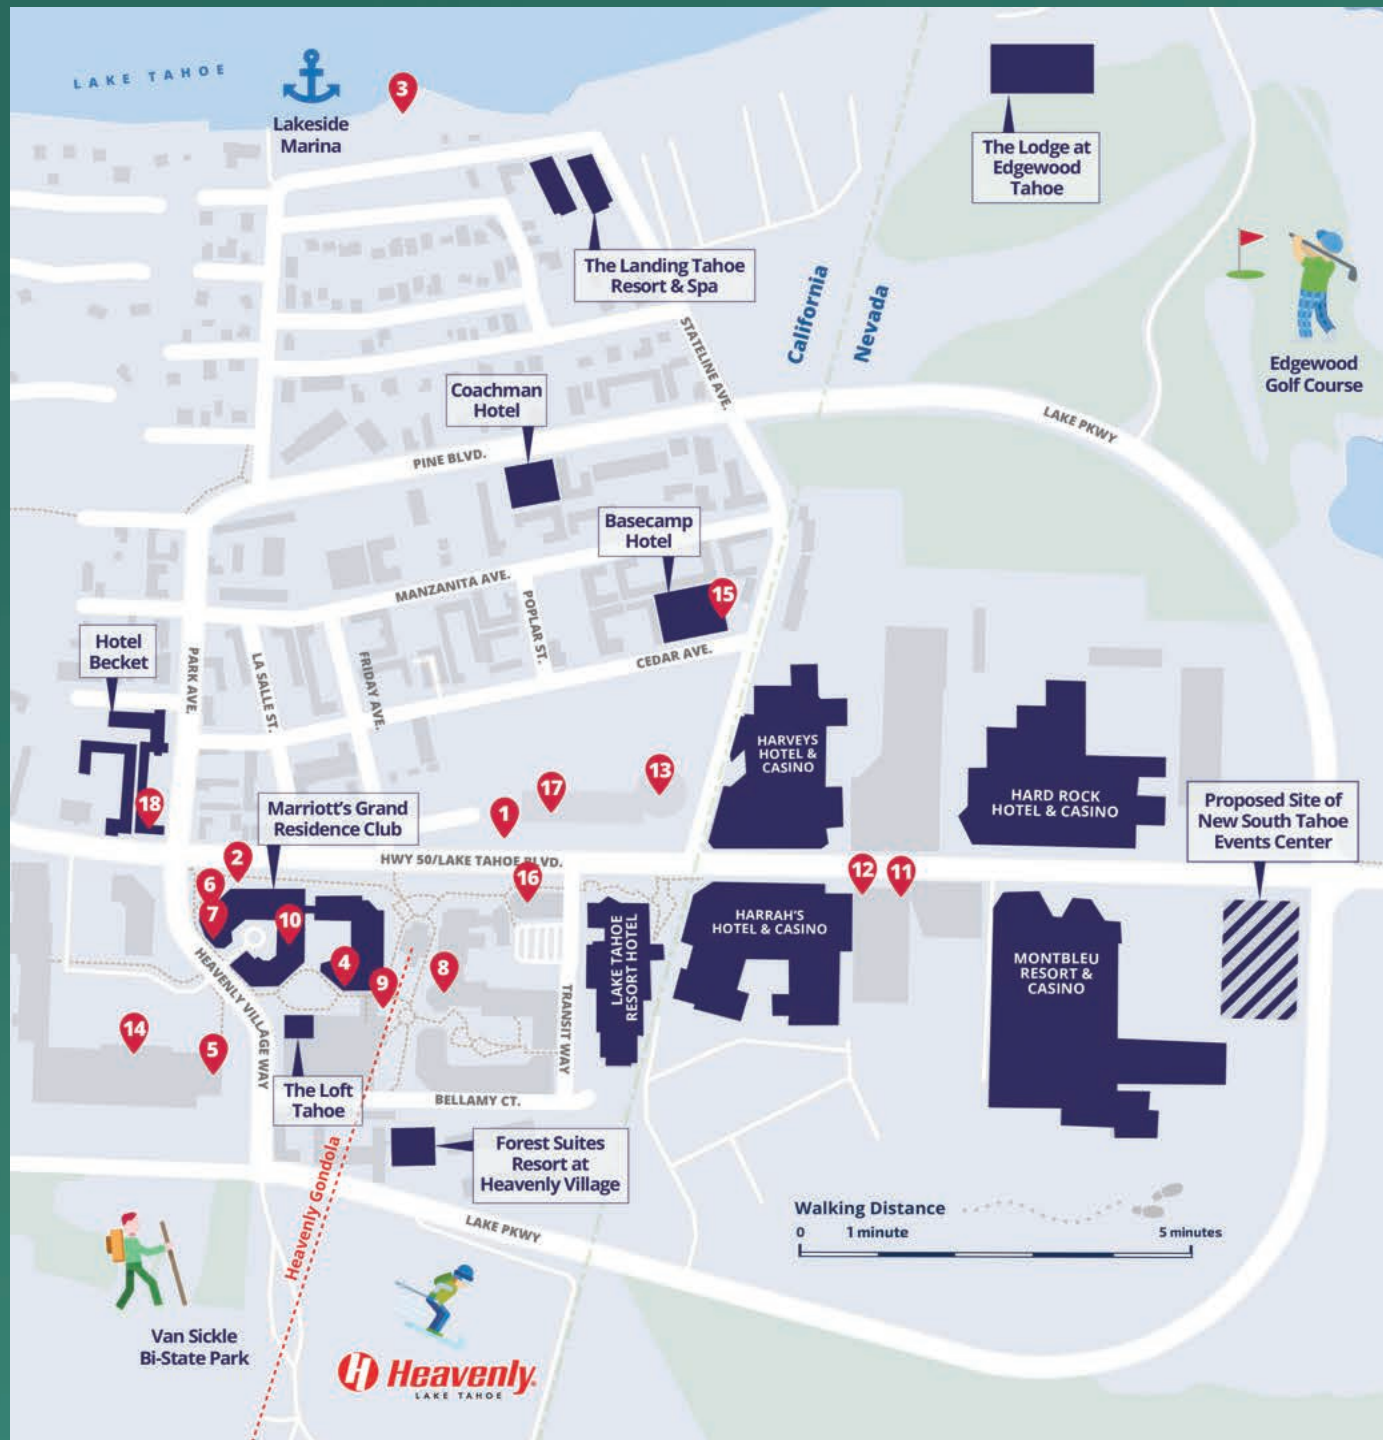 LAKE TAHOE
3
Lakeside
Marina
The Lodge at
Edgewood
Tahoe
The Landing Tahoe
Resort & Spa
California
Nevada
STATELINE AVE.
Edgewood
Golf Course
Coachman
Hotel
LAKE PKWY
PINE BLVD.
Basecamp
Hotel
MANZANITA AVE.
POPLAR ST.
15
Hotel
Becket
PARK AVE.
LA SALLE ST.
FRIDAY AVE.
CEDAR AVE.
HARVEYS
HOTEL &
CASINO
13
17
18
1
Marriott's Grand
Residence Club
HARD ROCK
HOTEL & CASINO
Proposed Site of
New South Tahoe
Events Center
2
HWY 50/LAKE TAHOE BLVD.
6
16
12
11
7
10
HARRAH'S
HOTEL & CASINO
LAKE TAHOE
RESORT HOTEL
4
9
8
MONTBLEU
RESORT &
CASINO
HEAVENLY VILLAGE WAY
TRANSIT WAY
14
5
The Loft
Tahoe
BELLAMY CT.
Heavenly Gondola
Forest Suites
Resort at
Heavenly Village
LAKE PKWY
Walking Distance
0 1 minute 5 minutes
Van Sickle
Bi-State Park
H Heavenly
LAKE TAHOE